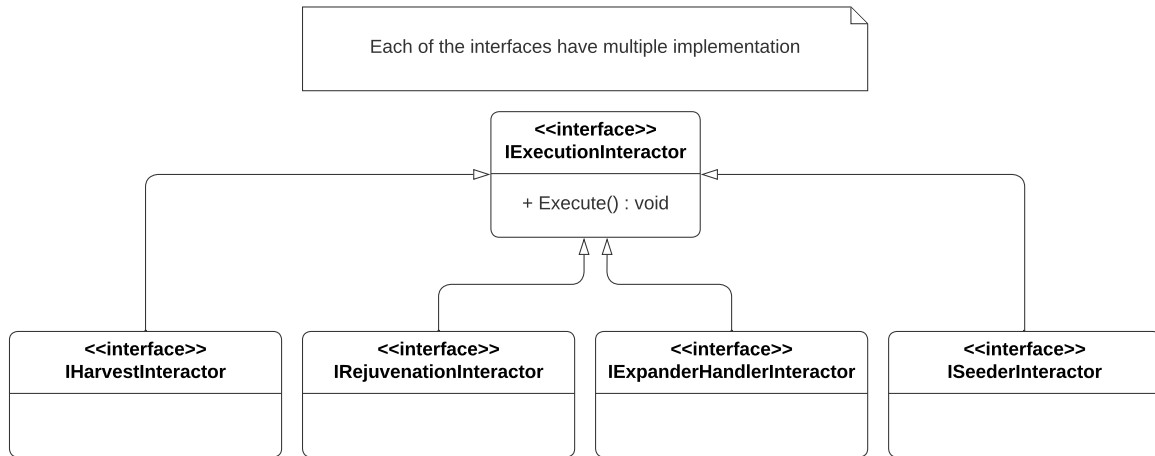 Each of the interfaces have multiple implementation
<<interface>>
IExecutionInteractor
+ Execute() : void
<<interface>>
IHarvestInteractor
<<interface>>
IRejuvenationInteractor
<<interface>>
IExpanderHandlerInteractor
<<interface>>
ISeederInteractor